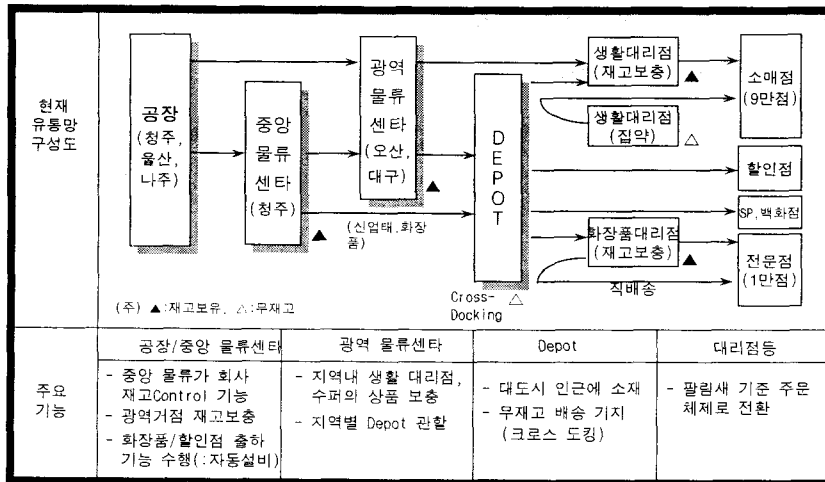 현재
유통망
구성도
공장
(청주,
울산,
나주)
중앙
물류
센타
(청주)
▲
광역
물류
센타
(오산,
대구)
▲
(신업태,화장
품)
DEPOT
Cross-
Docking
△
생활대리점
(재고보충)
▲
생활대리점
(집약)
△
화장품대리점
(재고보충)
▲
직배송
소매점
(9만점)
할인점
SP,백화점
전문점
(1만점)
(주) ▲:재고보유, △:무재고
주요
기능
공장/중앙 물류센타
- 중앙 물류가 회사
재고Control 기능
- 광역거점 재고보충
- 화장품/할인점 출하
기능 수행(:자동설비)
광역 물류센타
- 지역내 생활 대리점,
수퍼의 상품 보충
- 지역별 Depot 관할
Depot
- 대도시 인근에 소재
- 무재고 배송 기지
(크로스 도킹)
대리점등
- 팔림새 기준 주문
체제로 전환